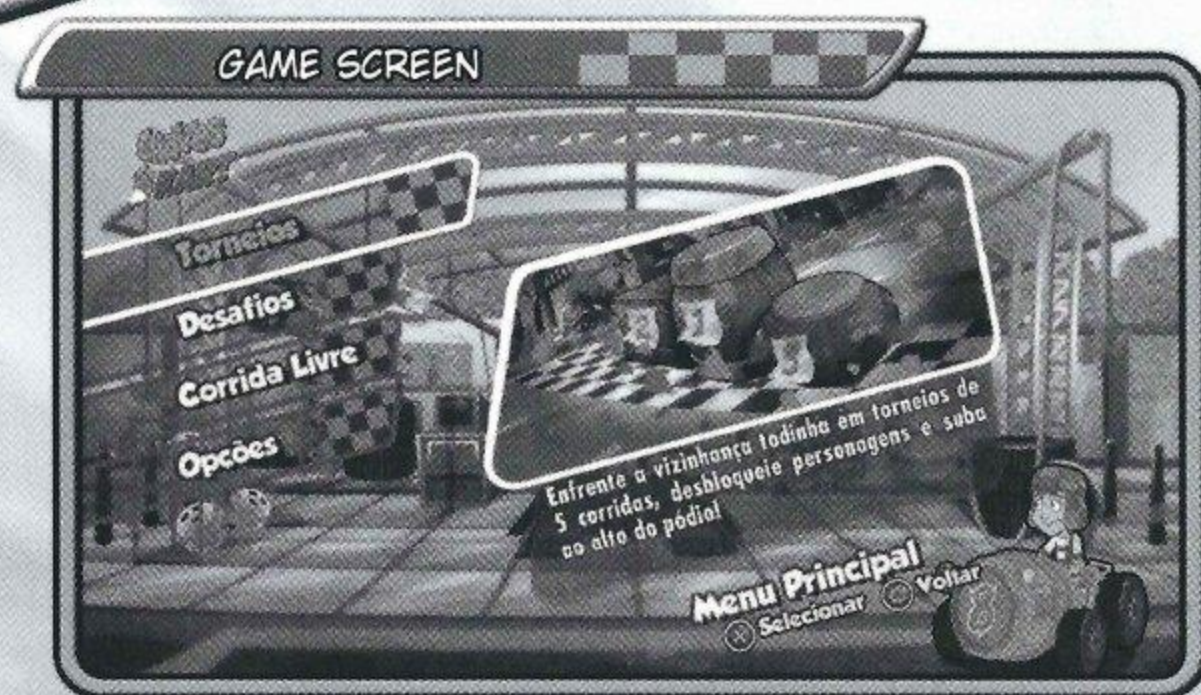 GAME SCREEN
Torneios
Desafios
Corrida Livre
Opções
Enfrente a vizinhança todinha em torneios de
5 corridas, desbloqueie personagens e suba
ao alto do pódio!
Menu Principal
Selecionar Voltar